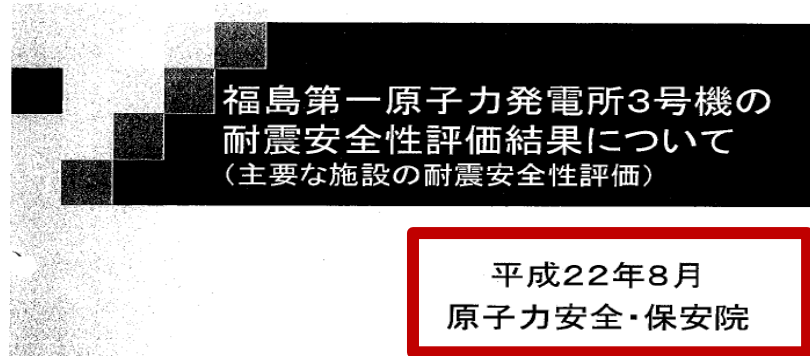 福島第一原子力発電所3号機の
耐震安全性評価結果について
(主要な施設の耐震安全性評価)
平成22年8月
原子力安全・保安院